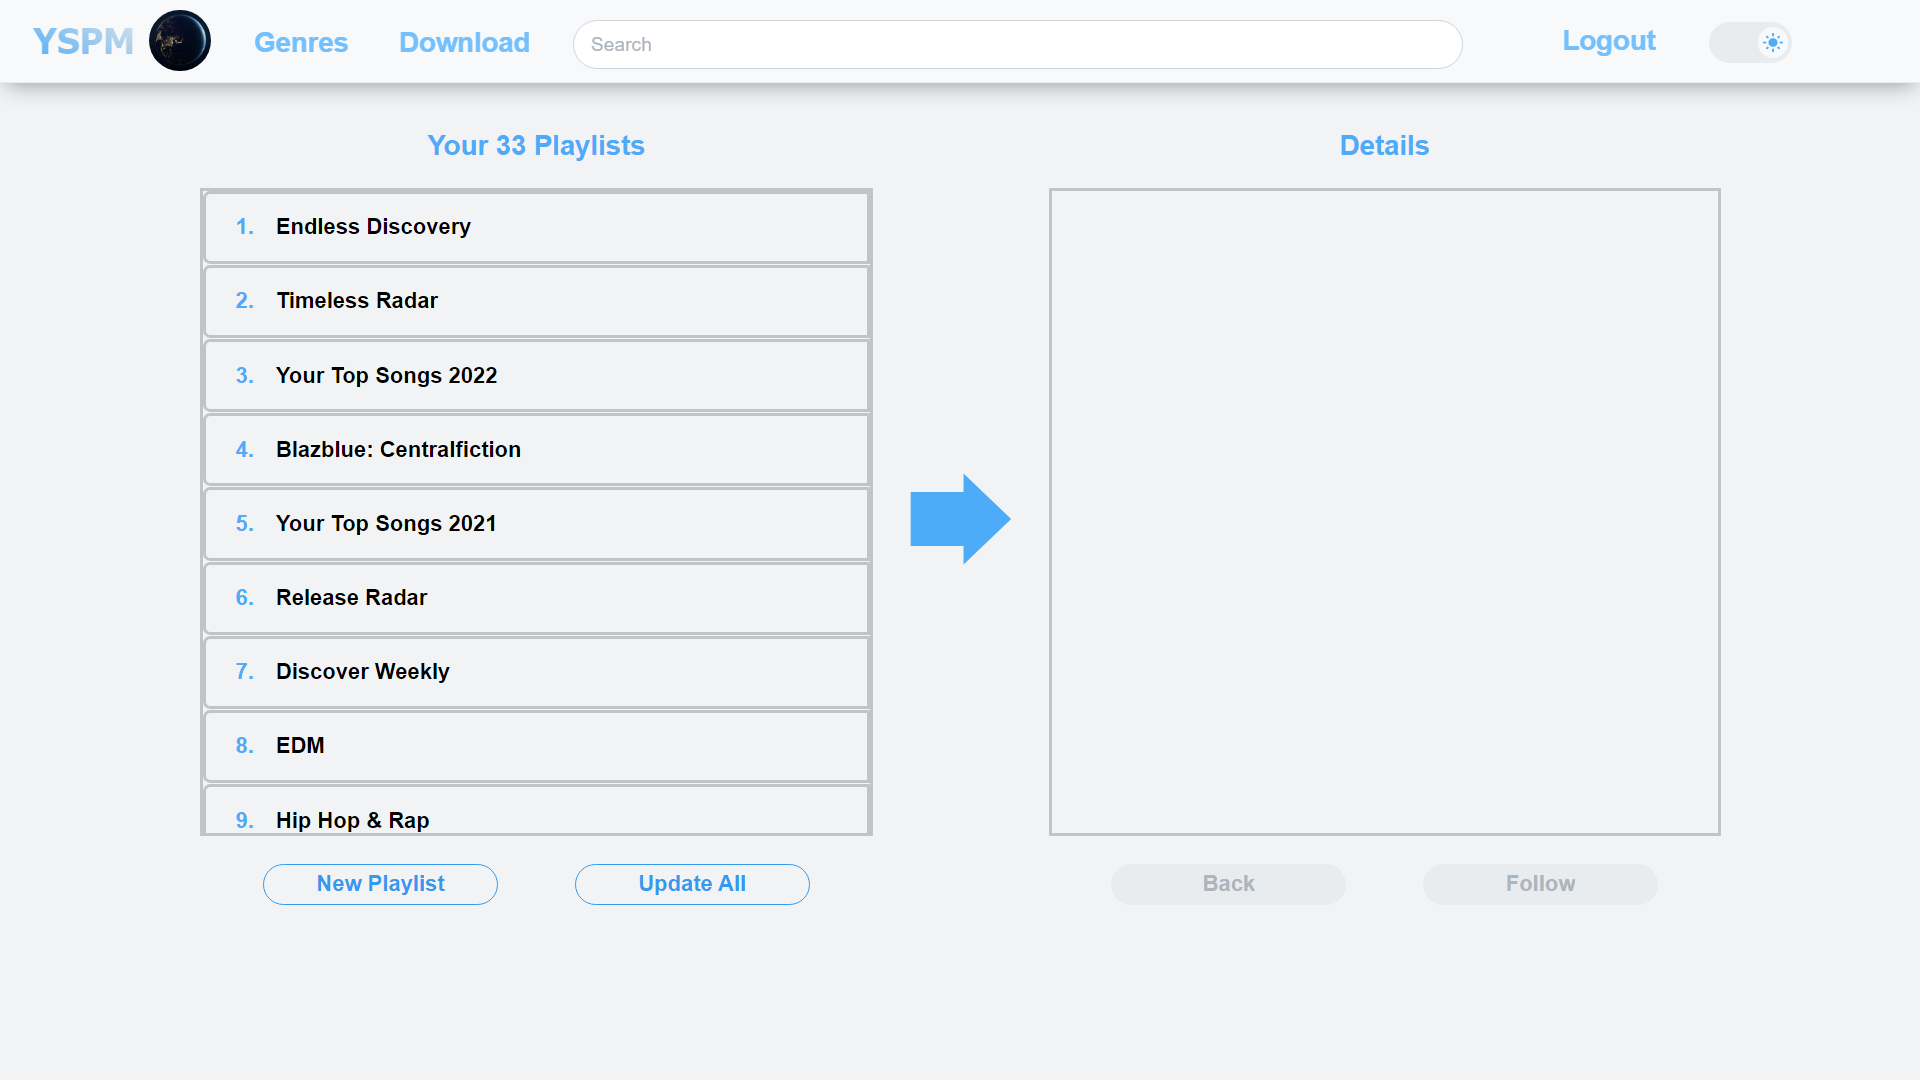 YSPM
Genres
Download
Search
Logout
Your 33 Playlists
1. Endless Discovery
2. Timeless Radar
3. Your Top Songs 2022
4. Blazblue: Centralfiction
5. Your Top Songs 2021
6. Release Radar
7. Discover Weekly
8. EDM
9. Hip Hop & Rap
New Playlist
Update All
Details
Back
Follow